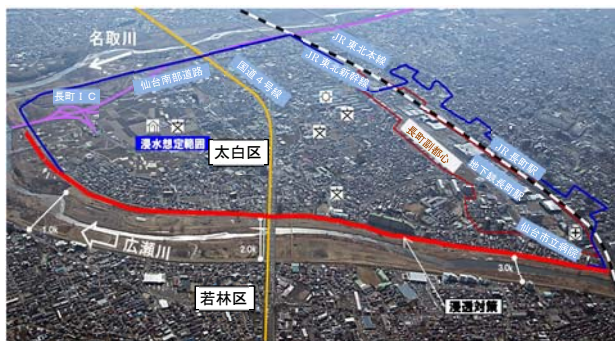 名取川
JR東北本線
JR東北新幹線
仙台南部道路
国道4号線
長町IC
浸水想定範囲
太白区
長町副都心
JR長町駅
地下鉄長町駅
仙台市立病院
1.0k
広瀬川
2.0k
3.0k
若林区
浸透対策